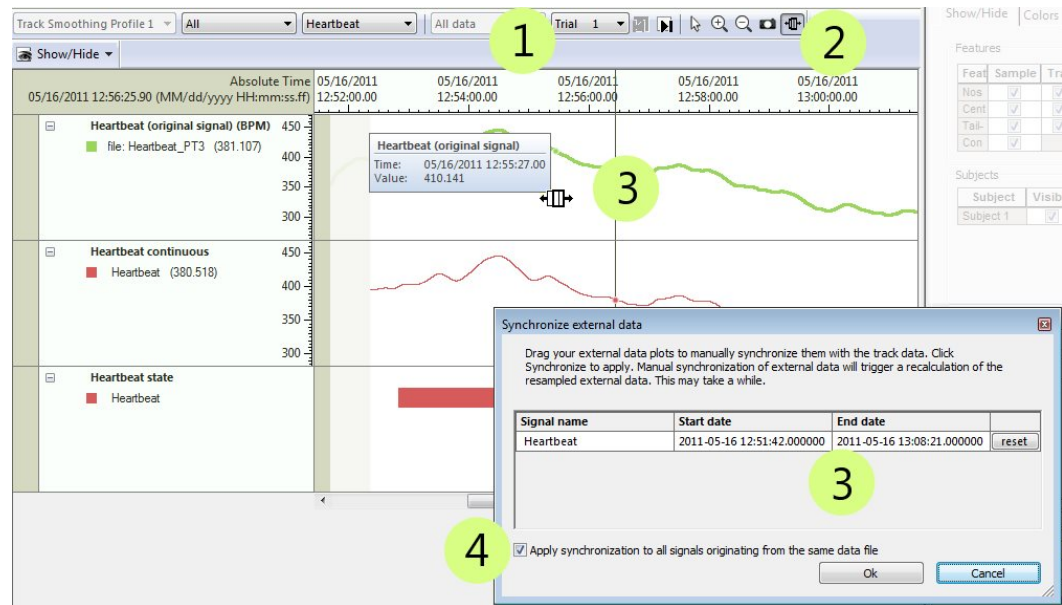 Track Smoothing Profile 1 All Heartbeat All data Trial 1
1 2
Show/Hide
Show/Hide Colors
Features
Feat Sample Tra
Nos
Cent
Tail-
Con
Subjects
Subject Visib
Subject 1
Absolute Time
05/16/2011 12:56:25.90 (MM/dd/yyyy HH:mm:ss.ff)
05/16/2011 05/16/2011 05/16/2011 05/16/2011 05/16/2011
12:52:00.00 12:54:00.00 12:56:00.00 12:58:00.00 13:00:00.00
Heartbeat (original signal) (BPM)
file: Heartbeat_PT3 (381.107)
450
400
350
300
Heartbeat (original signal)
Time: 05/16/2011 12:55:27.00
Value: 410.141
3
Heartbeat continuous
Heartbeat (380.518)
450
400
350
300
Heartbeat state
Heartbeat
Synchronize external data
Drag your external data plots to manually synchronize them with the track data. Click
Synchronize to apply. Manual synchronization of external data will trigger a recalculation of the
resampled external data. This may take a while.
Signal name Start date End date
Heartbeat 2011-05-16 12:51:42.000000 2011-05-16 13:08:21.000000 reset
3
4
Apply synchronization to all signals originating from the same data file
Ok Cancel